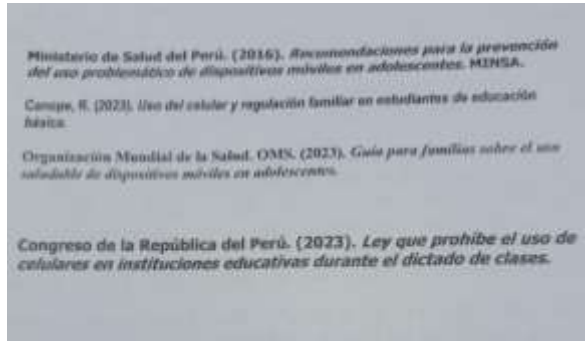 Ministerio de Salud del Perú. (2016). Recomendaciones para la prevención
del uso problemático de dispositivos móviles en adolescentes. MINSA.
R. (2023). Uso del celular y regulación familiar en estudiantes de educación
básica.
Organización Mundial de la Salud. OMS. (2023). Guía para familias sobre el uso
saludable de dispositivos móviles en adolescentes.
Congreso de la República del Perú. (2023). Ley que prohíbe el uso de
celulares en instituciones educativas durante el dictado de clases.